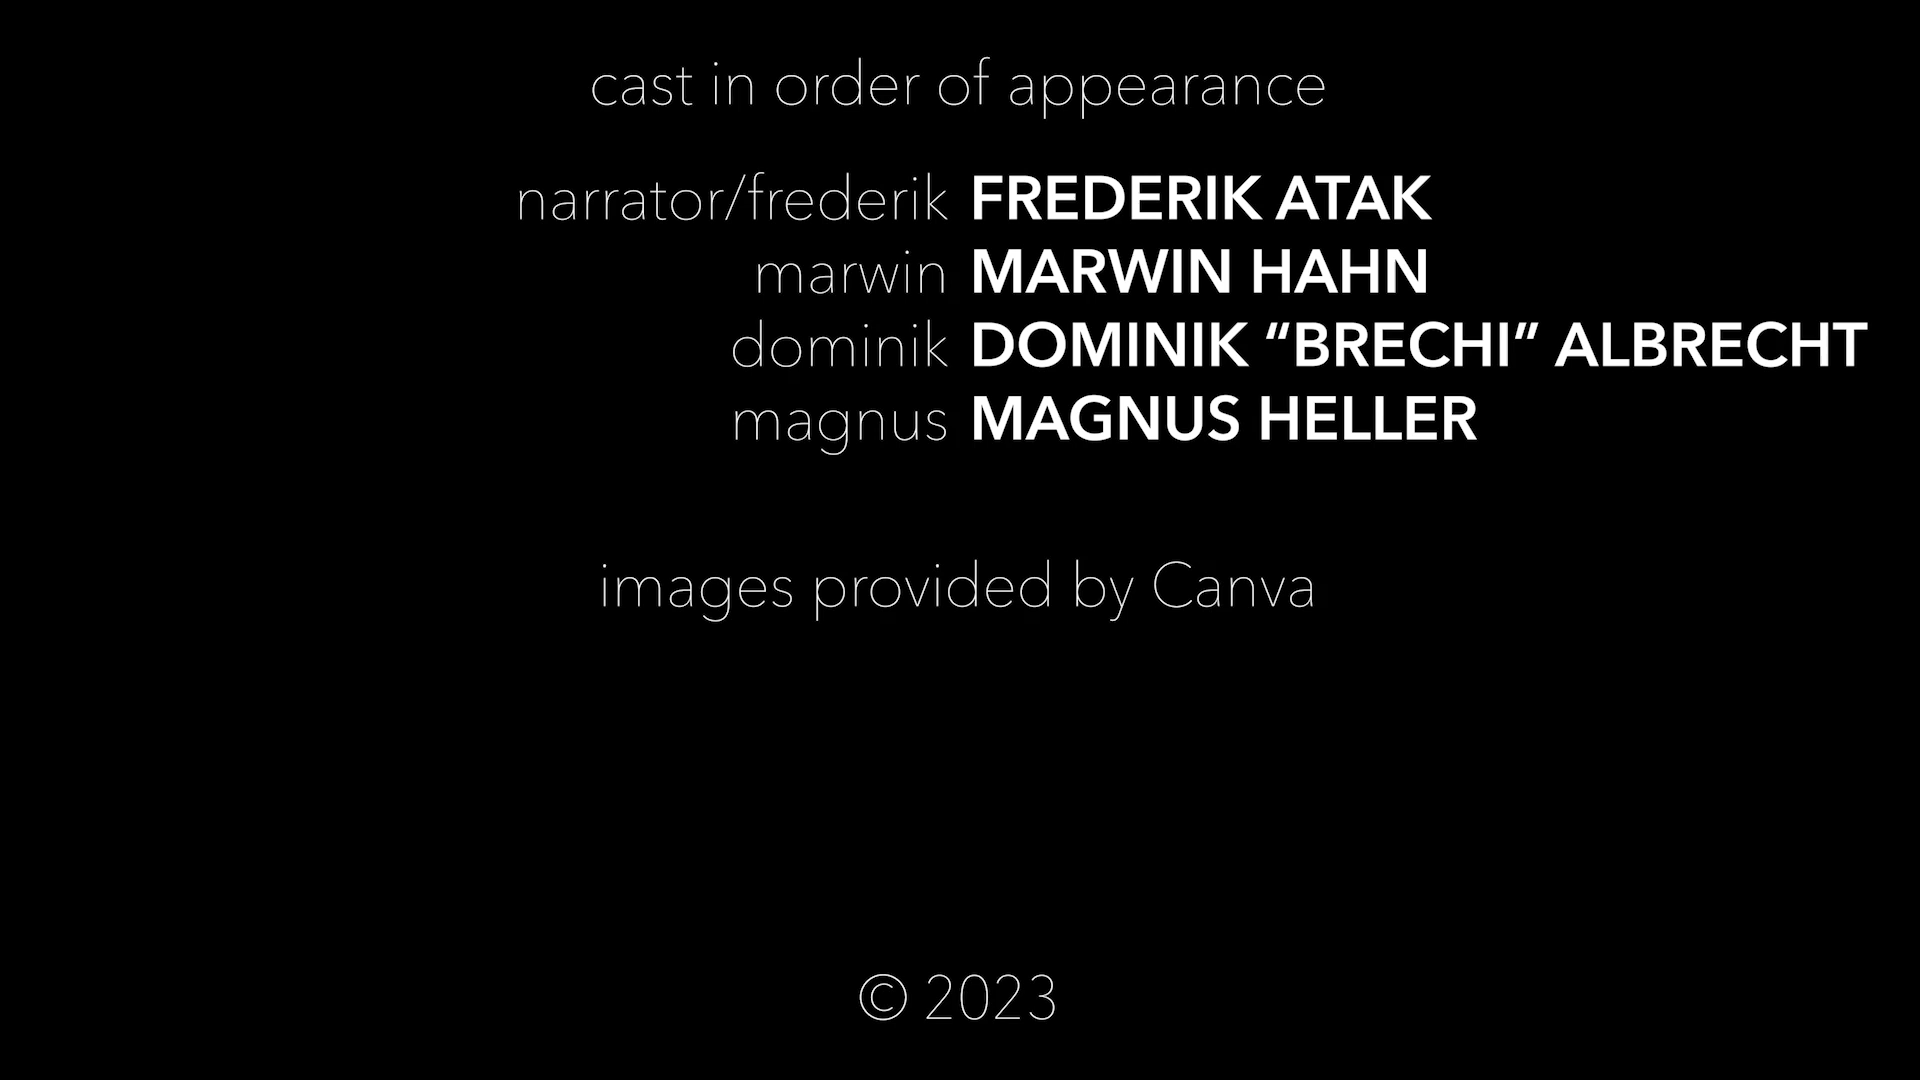 cast in order of appearance
narrator/frederik FREDERIK ATAK
marwin MARWIN HAHN
dominik DOMINIK “BRECHI” ALBRECHT
magnus MAGNUS HELLER
images provided by Canva
© 2023